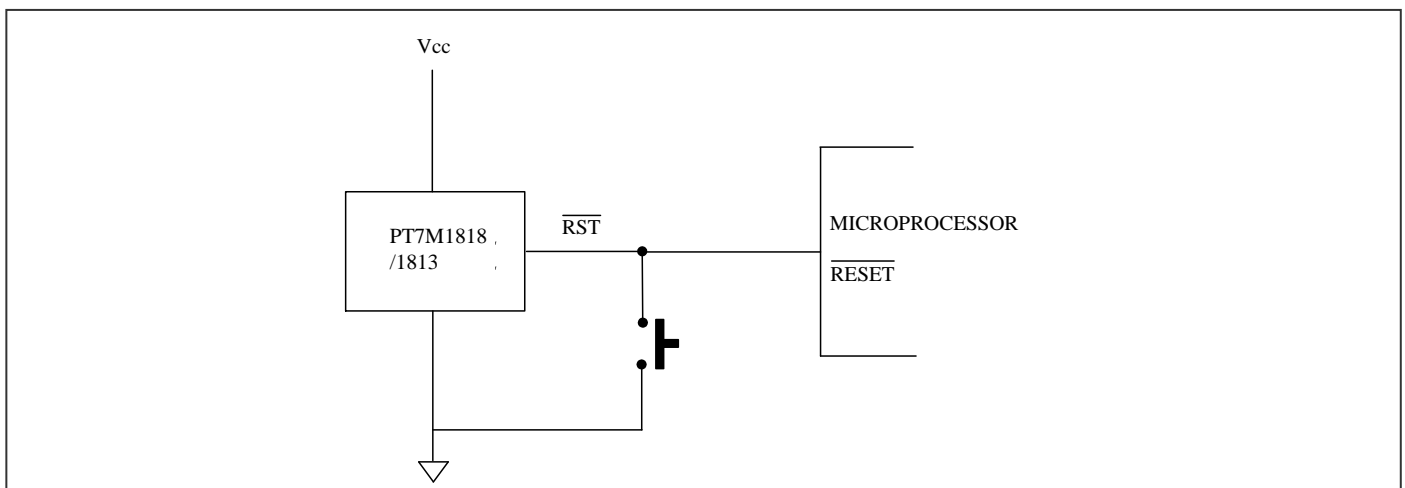 Vcc
PT7M1818 ,
/1813 ,
RST
MICROPROCESSOR
RESET